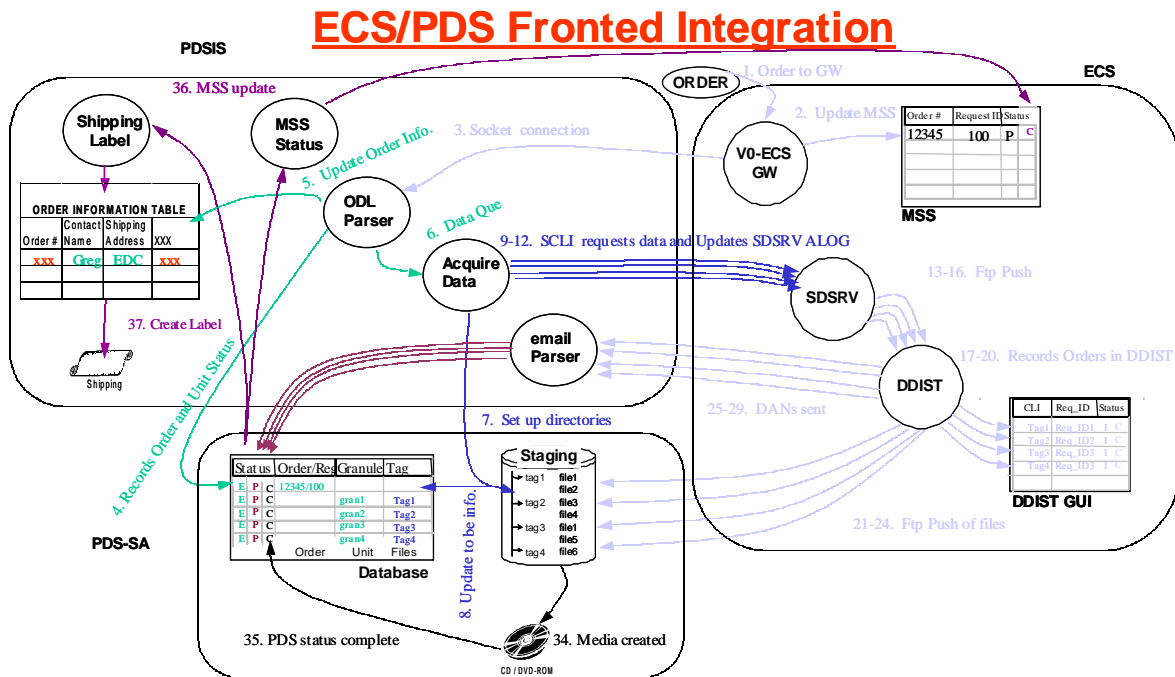 ECS/PDS Fronted Integration
PDSIS
ECS
36. MSS update
ORDER
1. Order to GW
2. Update MSS
Shipping
Label
MSS
Status
3. Socket connection
V0-ECS
GW
Order # Request ID Status
12345 100 P C
MSS
5. Update Order Info.
ODL
Parser
ORDER INFORMATION TABLE
Order # Contact Name Shipping Address XXX
xxx Greg EDC xxx
6. Data Que
Acquire
Data
9-12. SCLI requests data and Updates SDSRV ALOG
SDSRV
13-16. Ftp Push
37. Create Label
Shipping
email
Parser
17-20. Records Orders in DDIST
DDIST
25-29. DANs sent
CLI Req_ID Status
Tag1 Req_ID1 I C
Tag2 Req_ID2 I C
Tag3 Req_ID3 I C
Tag4 Req_ID3 I C
DDIST GUI
4. Records Order and Unit Status
7. Set up directories
Status Order/Req Granule Tag
E P C 12345/100
E P C gran1 Tag1
E P C gran2 Tag2
E P C gran3 Tag3
E P C gran4 Tag4
Order Unit Files
Database
Staging
tag1 file1
file2
tag2 file3
file4
tag3 file1
file5
tag4 file6
21-24. Ftp Push of files
PDS-SA
8. Update to be info.
35. PDS status complete
34. Media created
CD / DVD-ROM